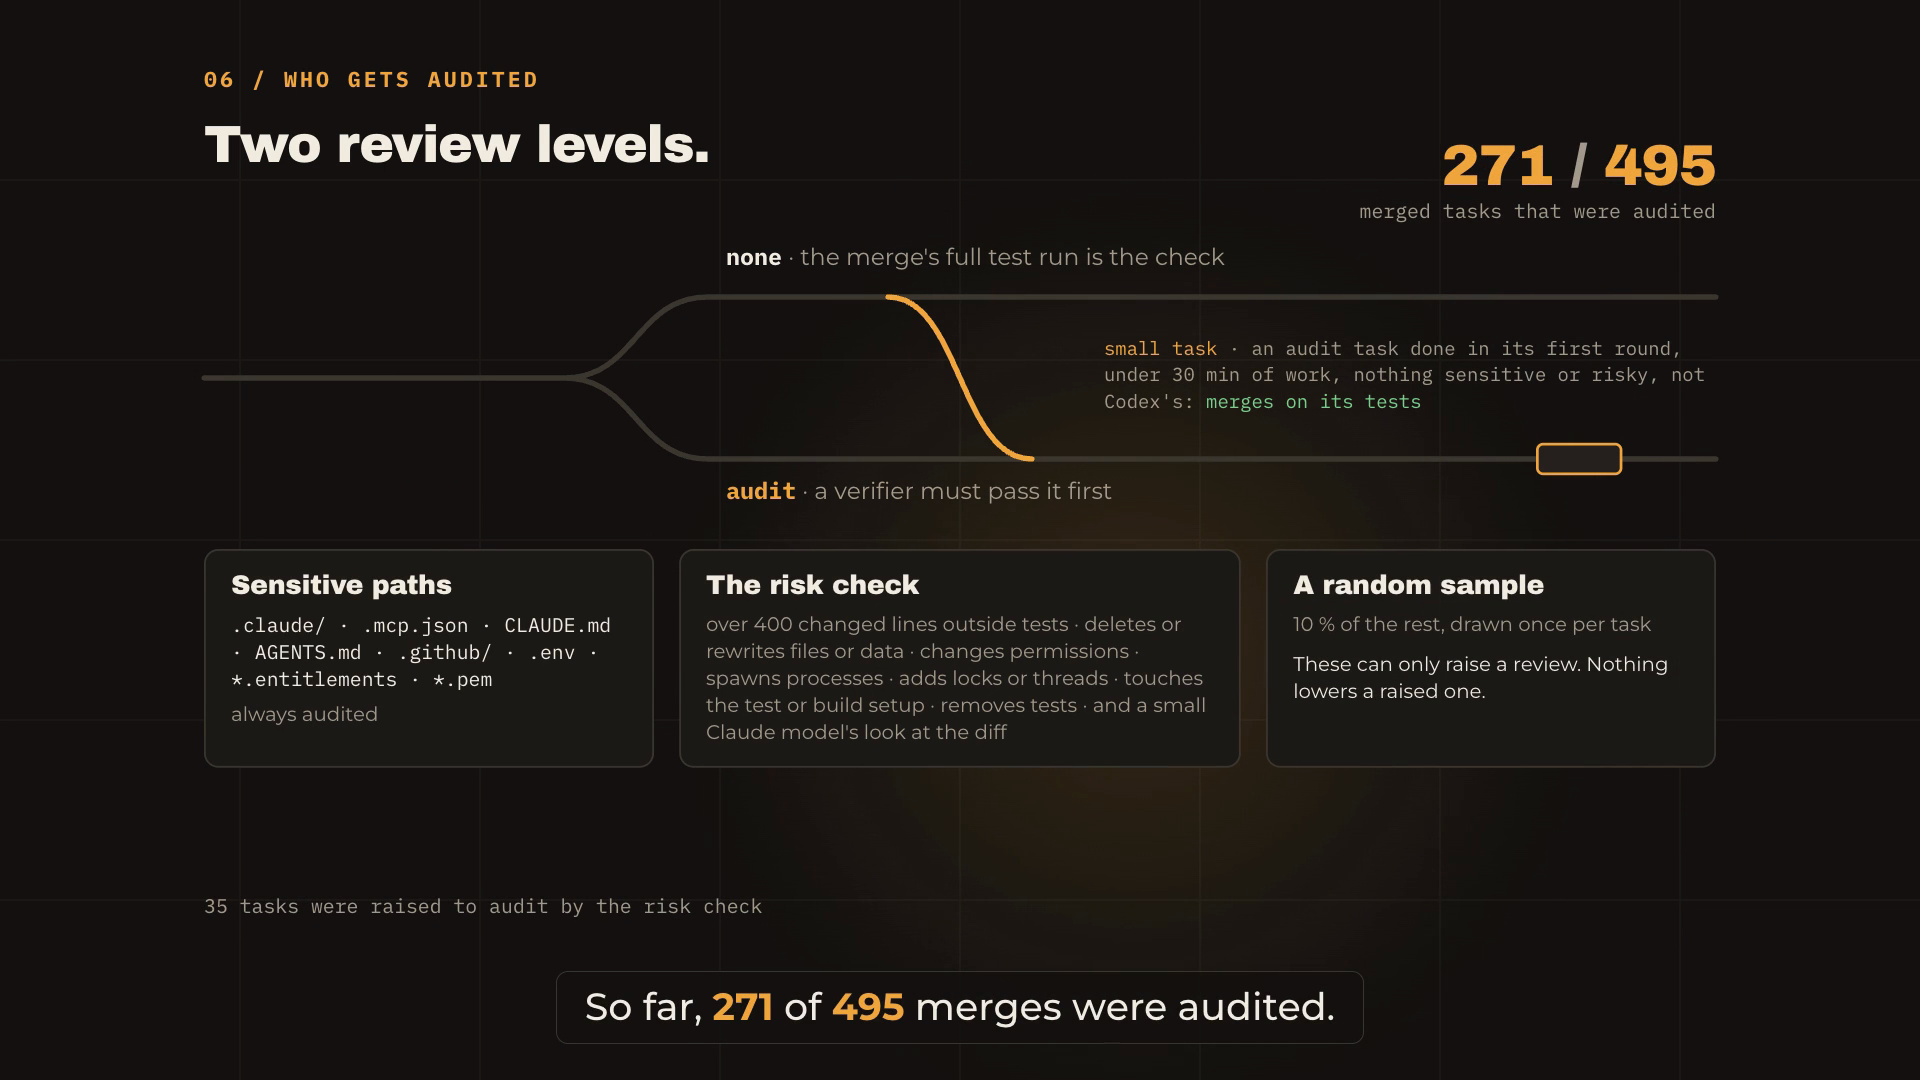 06 / WHO GETS AUDITED
Two review levels.
271 / 495
merged tasks that were audited
none · the merge's full test run is the check
small task · an audit task done in its first round,
under 30 min of work, nothing sensitive or risky, not
Codex's: merges on its tests
audit · a verifier must pass it first
Sensitive paths
.claude/ · .mcp.json · CLAUDE.md
· AGENTS.md · .github/ · .env ·
*.entitlements · *.pem
always audited
The risk check
over 400 changed lines outside tests · deletes or
rewrites files or data · changes permissions ·
spawns processes · adds locks or threads · touches
the test or build setup · removes tests · and a small
Claude model's look at the diff
A random sample
10 % of the rest, drawn once per task
These can only raise a review. Nothing
lowers a raised one.
35 tasks were raised to audit by the risk check
So far, 271 of 495 merges were audited.